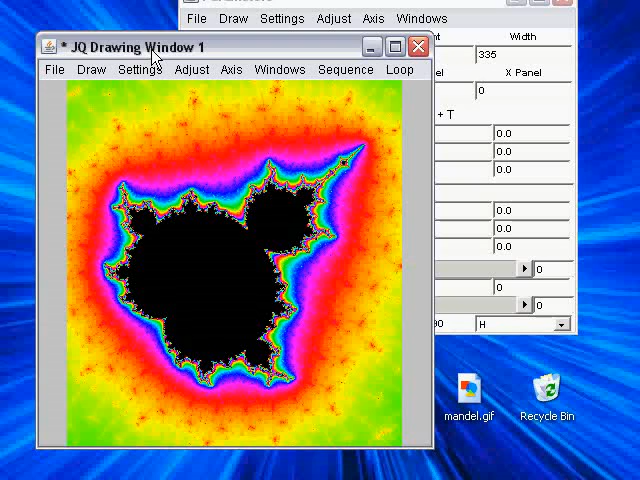 File Draw Settings Adjust Axis Windows
* JQ Drawing Window 1
Width
335
File Draw Settings Adjust Axis Windows Sequence Loop
X Panel
0
+ T
0.0
0.0
0.0
0.0
0.0
0.0
0
0
0
90
H
mandel.gif
Recycle Bin